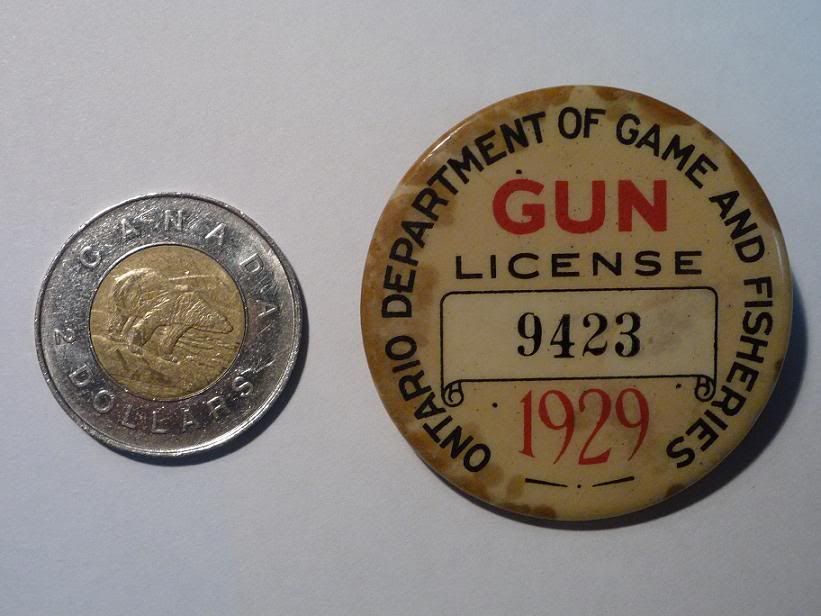 CANADA
2 DOLLARS
ONTARIO DEPARTMENT OF GAME AND FISHERIES
GUN
LICENSE
9423
1929